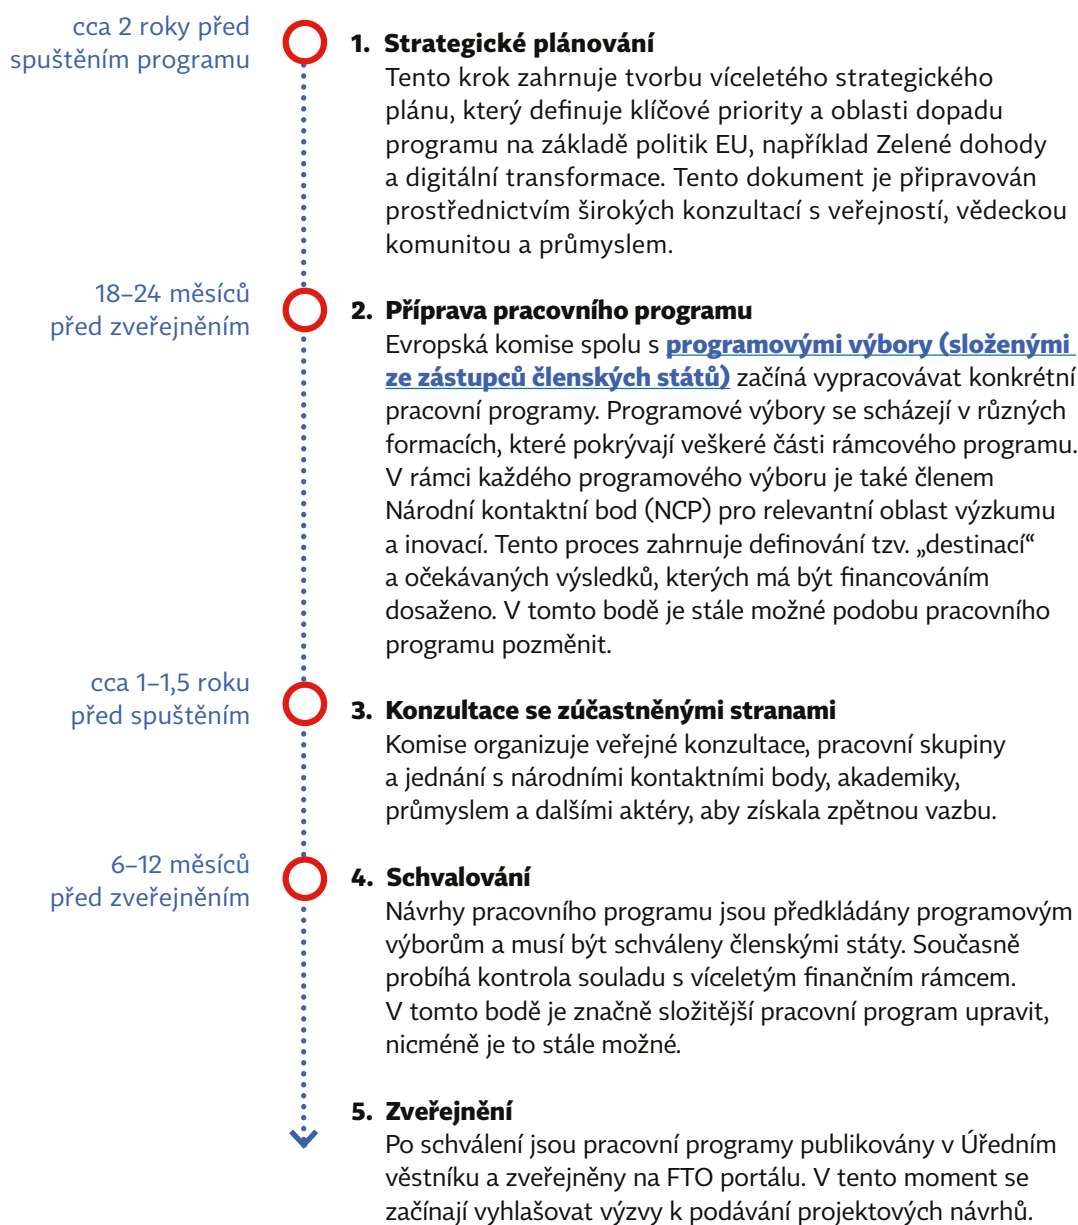 cca 2 roky před
spuštěním programu
1. Strategické plánování
Tento krok zahrnuje tvorbu víceletého strategického
plánu, který definuje klíčové priority a oblasti dopadu
programu na základě politik EU, například Zelené dohody
a digitální transformace. Tento dokument je připravován
prostřednictvím širokých konzultací s veřejností, vědeckou
komunitou a průmyslem.
18–24 měsíců
před zveřejněním
2. Příprava pracovního programu
Evropská komise spolu s programovými výbory (složenými
ze zástupců členských států) začíná vypracovávat konkrétní
pracovní programy. Programové výbory se scházejí v různých
formacích, které pokrývají veškeré části rámcového programu.
V rámci každého programového výboru je také členem
Národní kontaktní bod (NCP) pro relevantní oblast výzkumu
a inovací. Tento proces zahrnuje definování tzv. „destinací“
a očekávaných výsledků, kterých má být financováním
dosaženo. V tomto bodě je stále možné podobu pracovního
programu pozměnit.
cca 1–1,5 roku
před spuštěním
3. Konzultace se zúčastněnými stranami
Komise organizuje veřejné konzultace, pracovní skupiny
a jednání s národními kontaktními body, akademiky,
průmyslem a dalšími aktéry, aby získala zpětnou vazbu.
6–12 měsíců
před zveřejněním
4. Schvalování
Návrhy pracovního programu jsou předkládány programovým
výborům a musí být schváleny členskými státy. Současně
probíhá kontrola souladu s víceletým finančním rámcem.
V tomto bodě je značně složitější pracovní program upravit,
nicméně je to stále možné.
5. Zveřejnění
Po schválení jsou pracovní programy publikovány v Úředním
věstníku a zveřejněny na FTO portálu. V tento moment se
začínají vyhlašovat výzvy k podávání projektových návrhů.